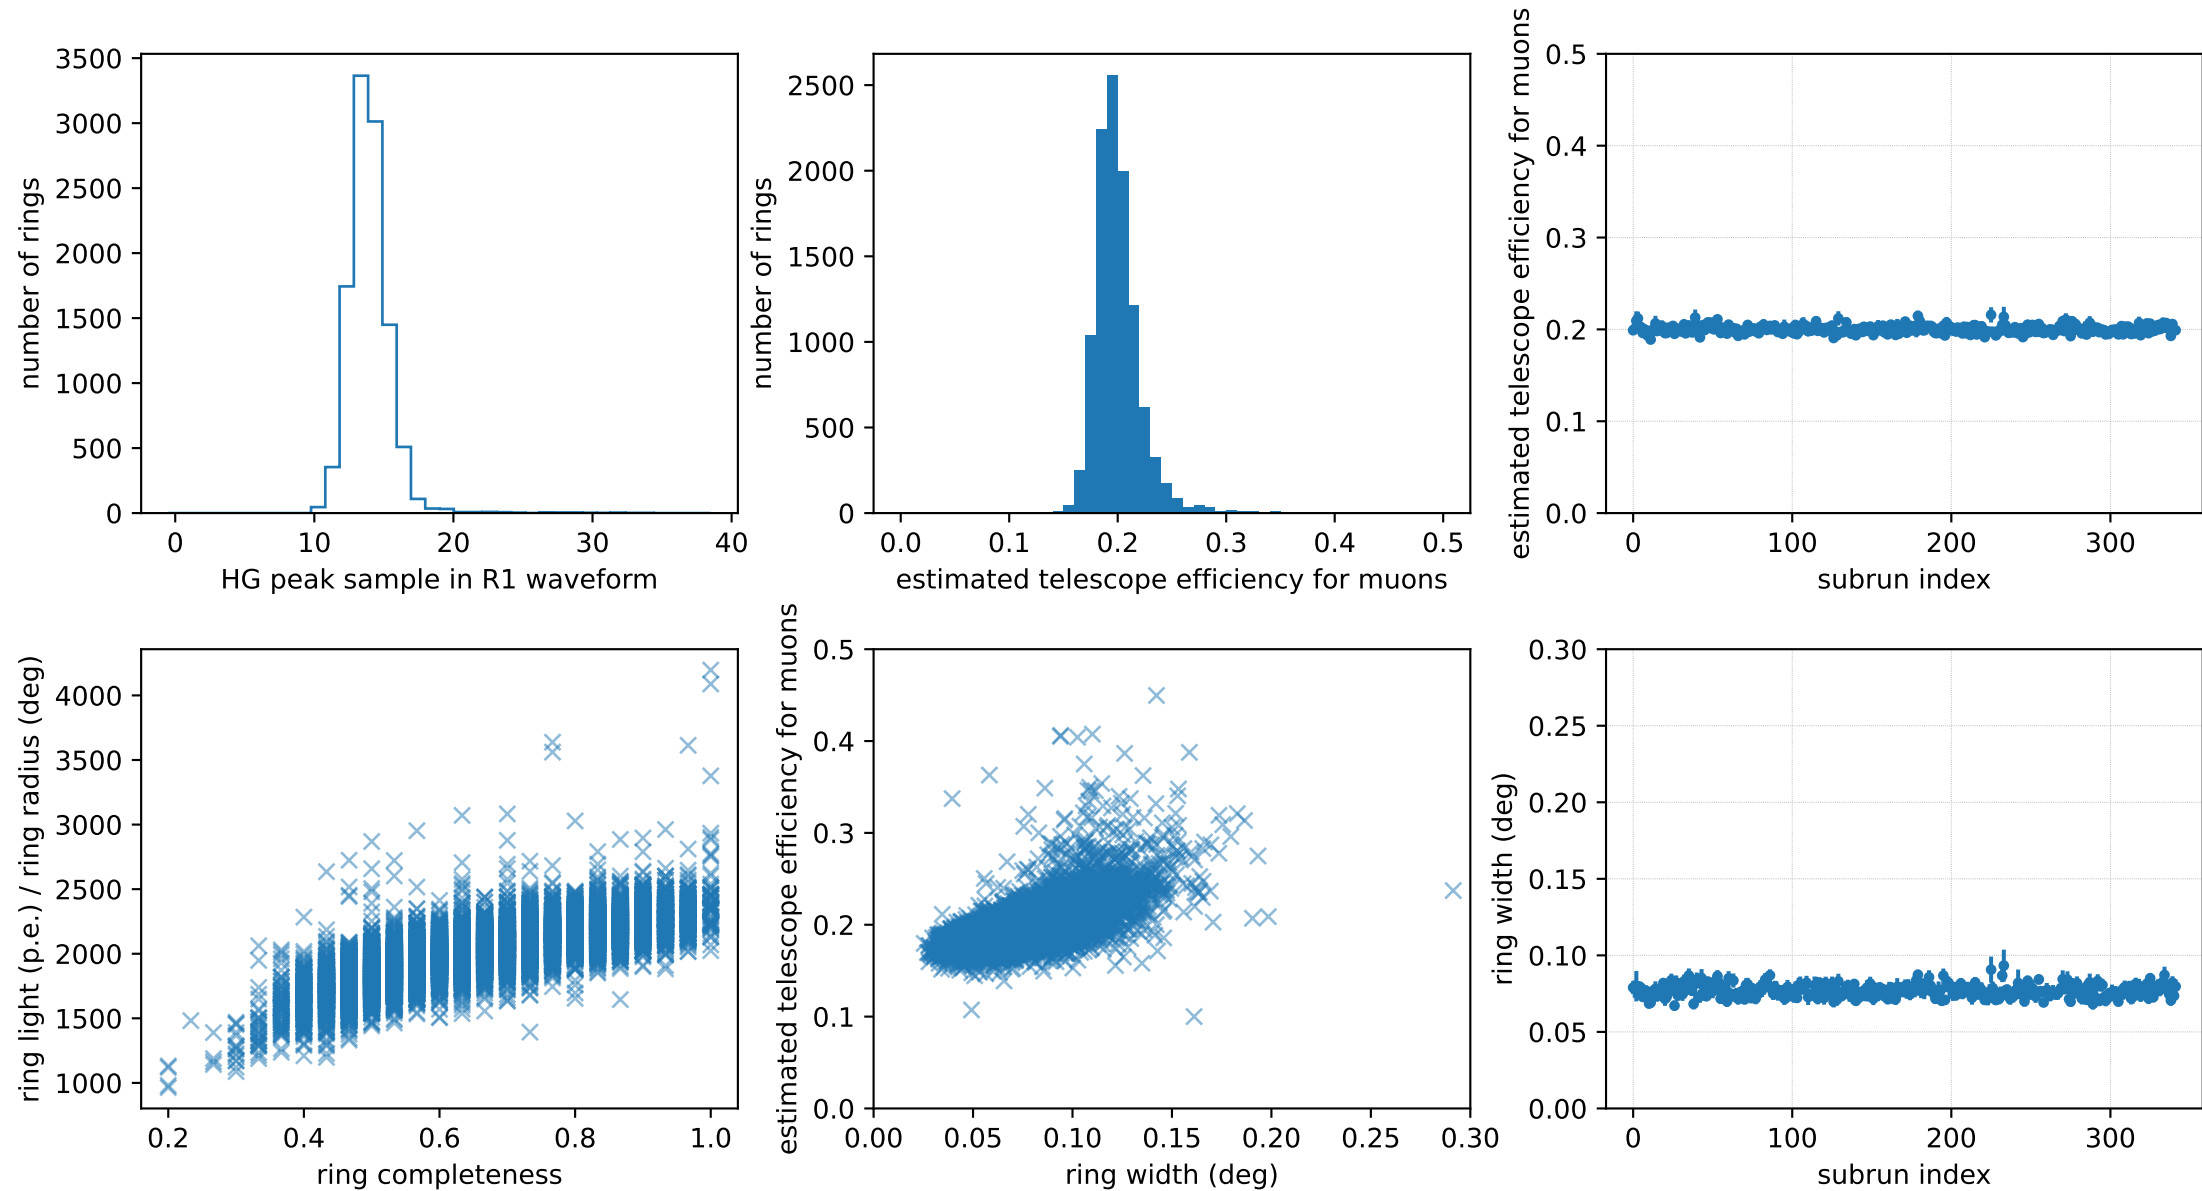 3500
3000
2500
2000
1500
1000
500
0
0 10 20 30 40
number of rings
HG peak sample in R1 waveform
2500
2000
1500
1000
500
0
0.0 0.1 0.2 0.3 0.4 0.5
number of rings
estimated telescope efficiency for muons
0.5
0.4
0.3
0.2
0.1
0.0
0 100 200 300
estimated telescope efficiency for muons
subrun index
4000
3500
3000
2500
2000
1500
1000
0.2 0.4 0.6 0.8 1.0
ring light (p.e.) / ring radius (deg)
ring completeness
0.5
0.4
0.3
0.2
0.1
0.0
0.00 0.05 0.10 0.15 0.20 0.25 0.30
estimated telescope efficiency for muons
ring width (deg)
0.30
0.25
0.20
0.15
0.10
0.05
0.00
0 100 200 300
ring width (deg)
subrun index